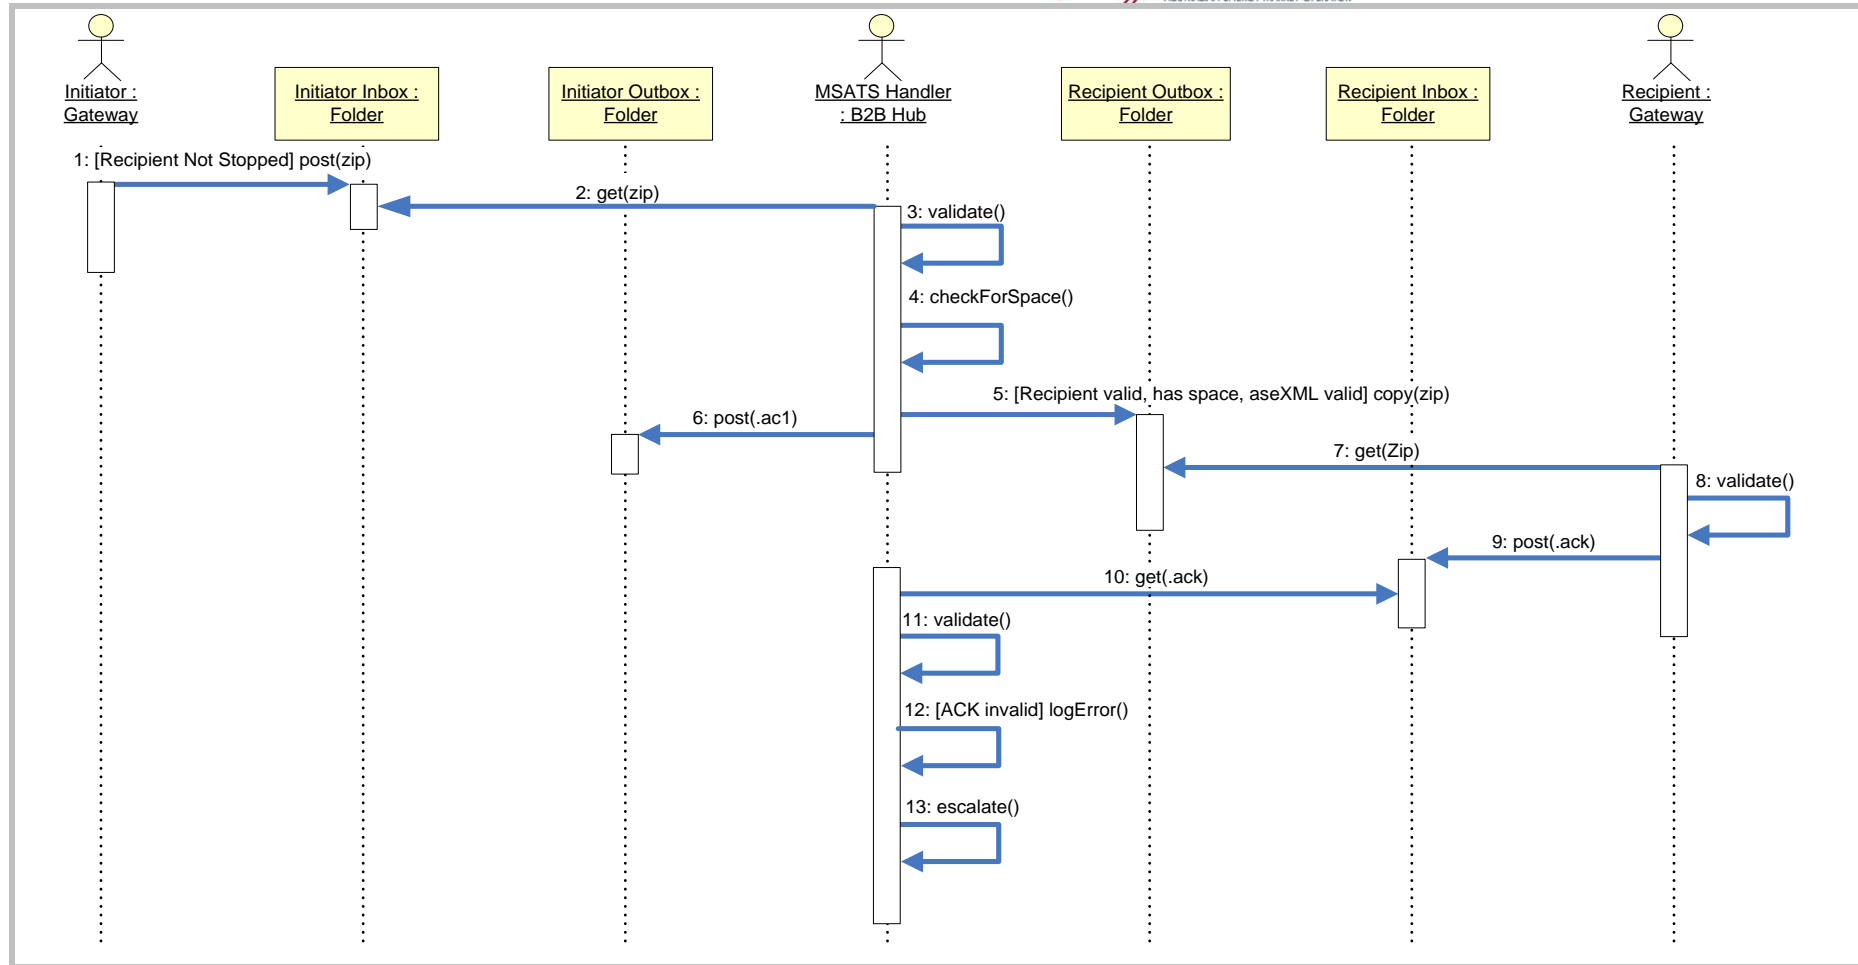 Initiator :
Gateway
Initiator Inbox :
Folder
Initiator Outbox :
Folder
MSATS Handler
: B2B Hub
Recipient Outbox :
Folder
Recipient Inbox :
Folder
Recipient :
Gateway
1: [Recipient Not Stopped] post(zip)
2: get(zip)
3: validate()
4: checkForSpace()
5: [Recipient valid, has space, aseXML valid] copy(zip)
6: post(.ac1)
7: get(Zip)
8: validate()
9: post(.ack)
10: get(.ack)
11: validate()
12: [ACK invalid] logError()
13: escalate()